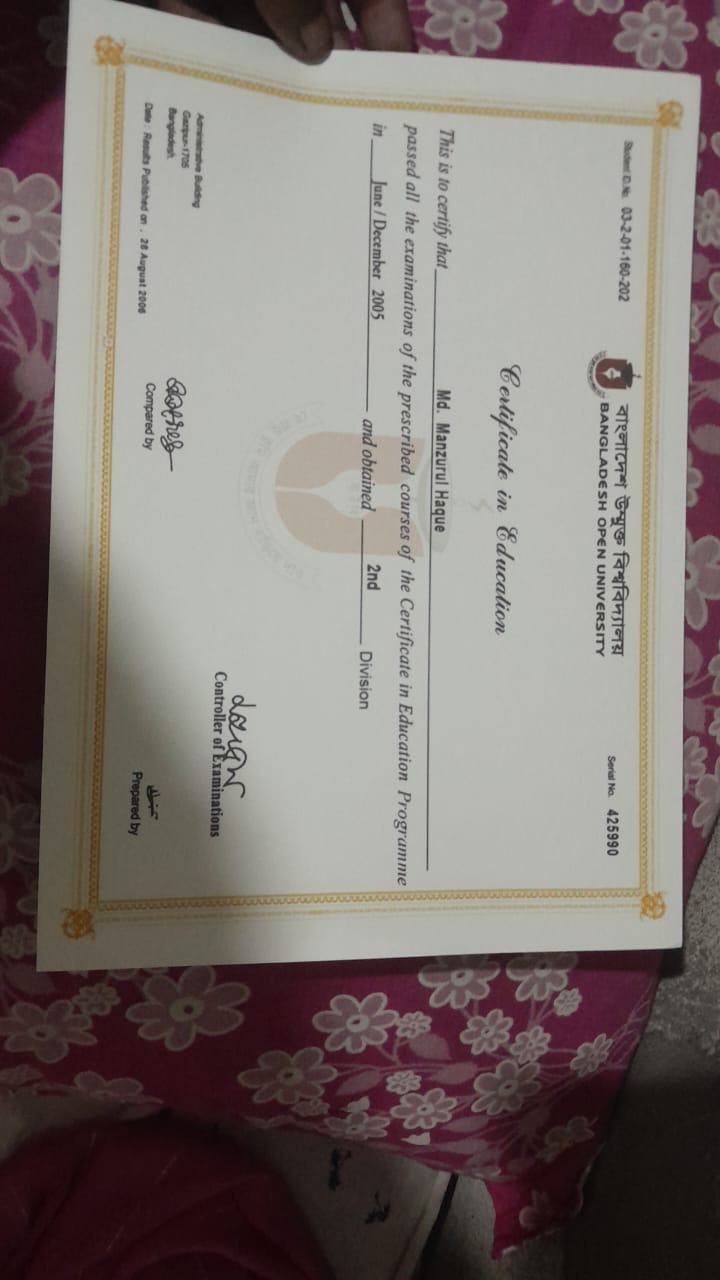 Student ID.No. 03-2-01-160-202
Serial No. 425990
বাংলাদেশ উন্মুক্ত বিশ্ববিদ্যালয়
BANGLADESH OPEN UNIVERSITY
Certificate in Education
This is to certify that Md. Manzurul Haque
passed all the examinations of the prescribed courses of the Certificate in Education Programme
in June / December 2005 and obtained 2nd Division
Controller of Examinations
Administrative Building
Gazipur-1705
Bangladesh.
Date : Results Published on . 28 August 2006
Compared by
Prepared by